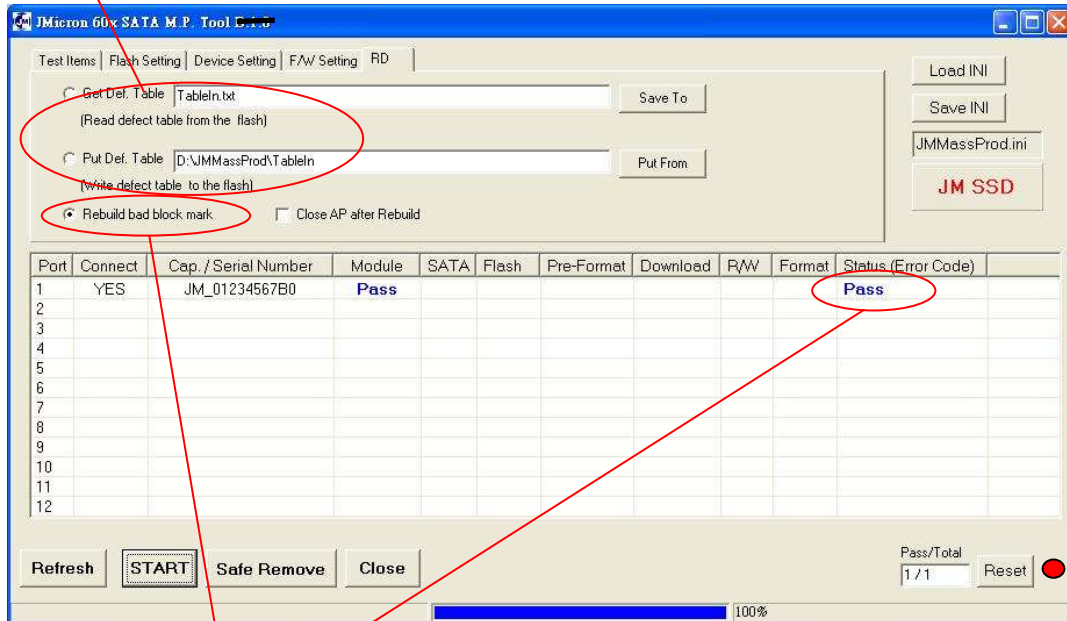 JMicron 60x SATA M.P. Tool
Test Items Flash Setting Device Setting F/W Setting RD
Load INI
Get Def. Table TableIn.txt Save To
(Read defect table from the flash)
Save INI
JMMassProd.ini
Put Def. Table D:\JMMassProd\TableIn Put From
(Write defect table to the flash)
JM SSD
Rebuild bad block mark Close AP after Rebuild
Port Connect Cap. / Serial Number Module SATA Flash Pre-Format Download R/W Format Status (Error Code)
1 YES JM_01234567B0 Pass Pass
2
3
4
5
6
7
8
9
10
11
12
Refresh START Safe Remove Close
Pass/Total
1 / 1 Reset
100%